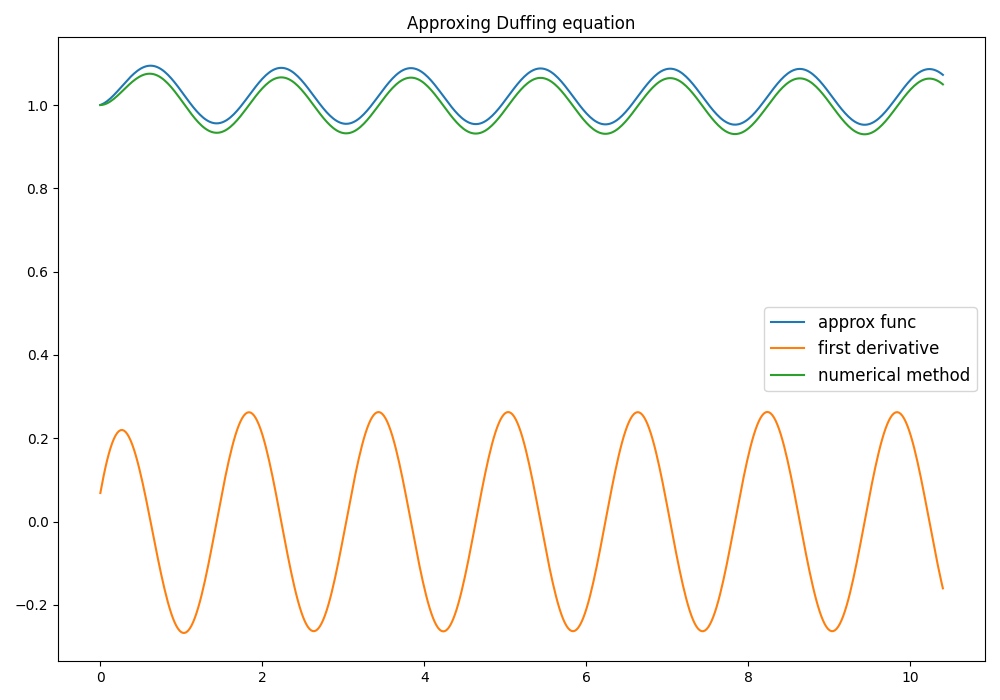 Approxing Duffing equation
1.0
0.8
0.6
0.4
0.2
0.0
−0.2
approx func
first derivative
numerical method
0 2 4 6 8 10